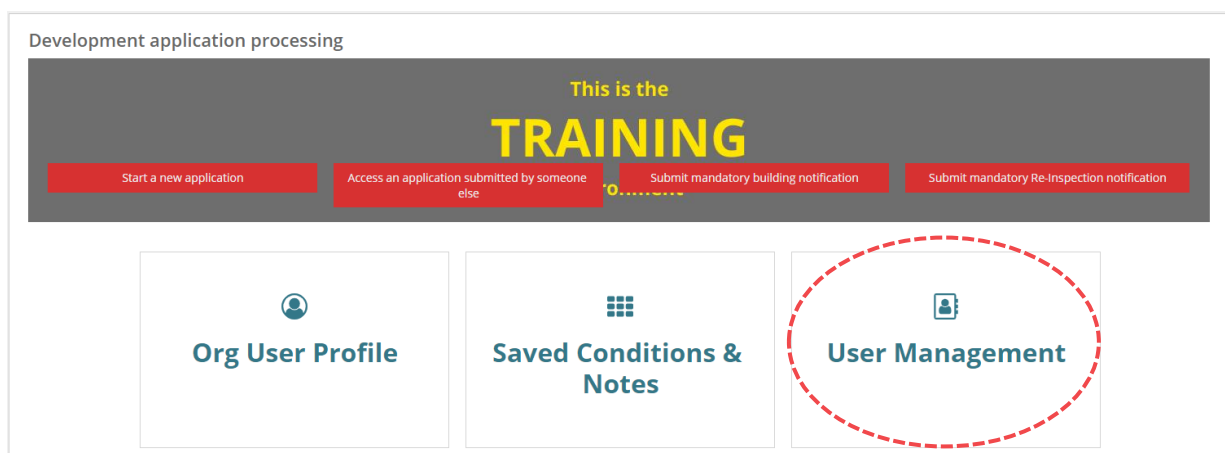 Development application processing
This is the
TRAINING
Start a new application
Access an application submitted by someone
else
Submit mandatory building notification
Submit mandatory Re-Inspection notification
Org User Profile
Saved Conditions &
Notes
User Management